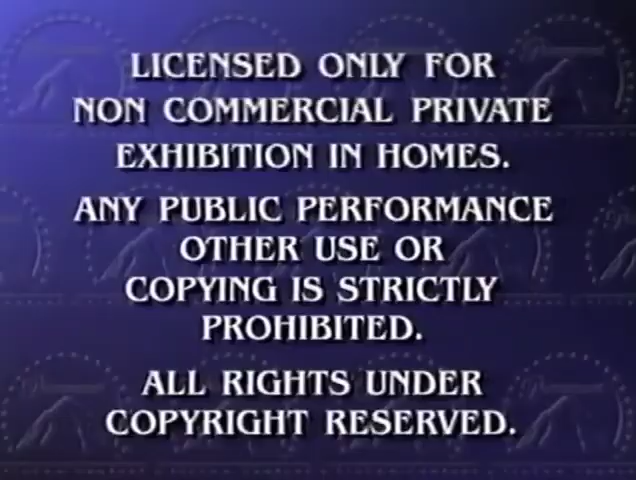 LICENSED ONLY FOR
NON COMMERCIAL PRIVATE
EXHIBITION IN HOMES.
ANY PUBLIC PERFORMANCE
OTHER USE OR
COPYING IS STRICTLY
PROHIBITED.
ALL RIGHTS UNDER
COPYRIGHT RESERVED.